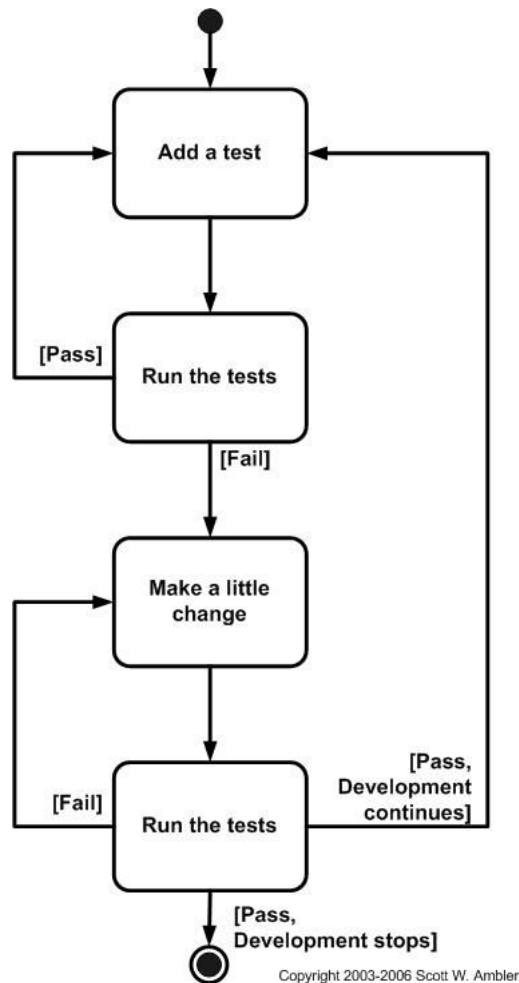 Add a test
[Pass]
Run the tests
[Fail]
Make a little
change
[Fail]
Run the tests
[Pass,
Development
continues]
[Pass,
Development stops]
Copyright 2003-2006 Scott W. Ambler